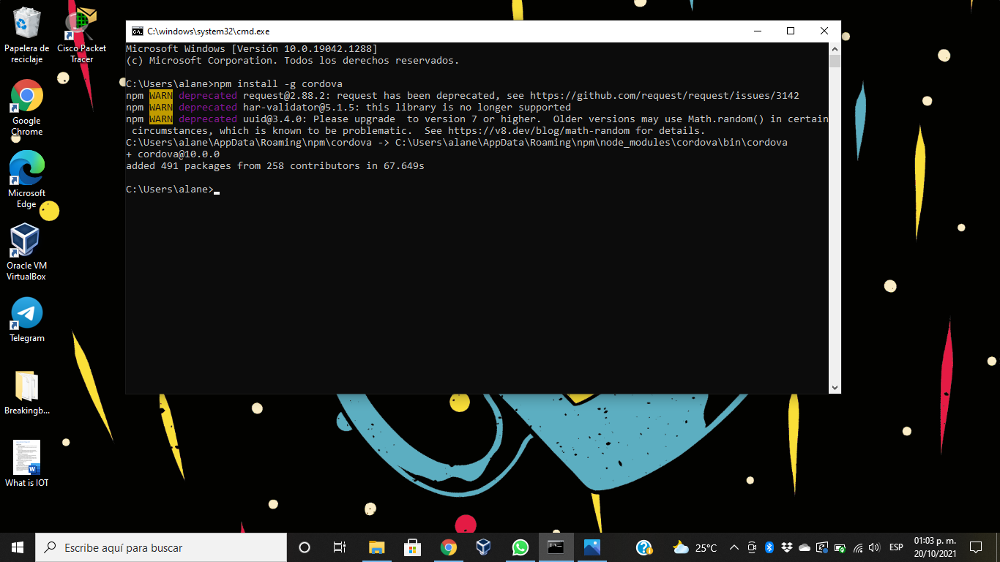 Papelera de
reciclaje
Cisco Packet
Tracer
Google
Chrome
Microsoft
Edge
Oracle VM
VirtualBox
Telegram
Breakingb...
What is IOT
C:\windows\system32\cmd.exe
Microsoft Windows [Versión 10.0.19042.1288]
(c) Microsoft Corporation. Todos los derechos reservados.
C:\Users\alane>npm install -g cordova
npm WARN deprecated request@2.88.2: request has been deprecated, see https://github.com/request/request/issues/3142
npm WARN deprecated har-validator@5.1.5: this library is no longer supported
npm WARN deprecated uuid@3.4.0: Please upgrade  to version 7 or higher.  Older versions may use Math.random() in certain
 circumstances, which is known to be problematic.  See https://v8.dev/blog/math-random for details.
C:\Users\alane\AppData\Roaming\npm\cordova -> C:\Users\alane\AppData\Roaming\npm\node_modules\cordova\bin\cordova
+ cordova@10.0.0
added 491 packages from 258 contributors in 67.649s
C:\Users\alane>
Escribe aquí para buscar
25°C
ESP
01:03 p. m.
20/10/2021